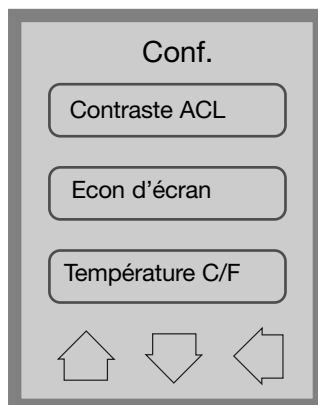 Conf.
Contraste ACL
Econ d’écran
Température C/F